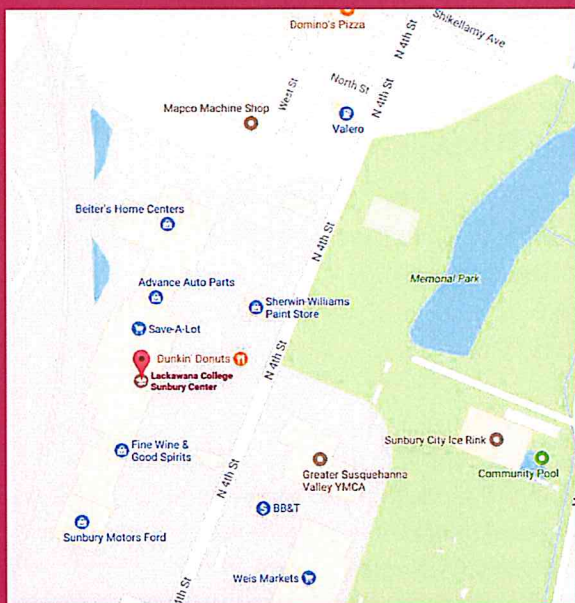 Domino's Pizza
Shikellamy Ave
N 4th St
North St
N 4th St
West St
Mapco Machine Shop
Valero
Beiter's Home Centers
N 4th St
Memorial Park
Advance Auto Parts
Sherwin-Williams
Paint Store
Save-A-Lot
Dunkin' Donuts
N 4th St
Lackawana College
Sunbury Center
Sunbury City Ice Rink
Fine Wine &
Good Spirits
Greater Susquehanna
Valley YMCA
Community Pool
N 4th St
BB&T
Sunbury Motors Ford
Weis Markets
4th St